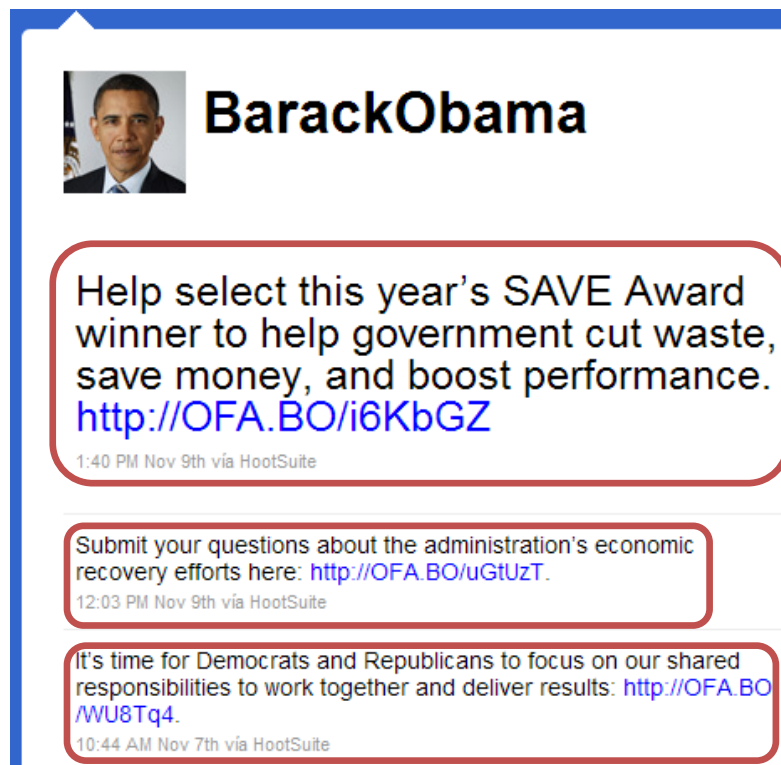 BarackObama
Help select this year’s SAVE Award
winner to help government cut waste,
save money, and boost performance.
http://OFA.BO/i6KbGZ
1:40 PM Nov 9th vía HootSuite
Submit your questions about the administration’s economic
recovery efforts here: http://OFA.BO/uGtUzT.
12:03 PM Nov 9th vía HootSuite
It’s time for Democrats and Republicans to focus on our shared
responsibilities to work together and deliver results: http://OFA.BO
/WU8Tq4.
10:44 AM Nov 7th vía HootSuite